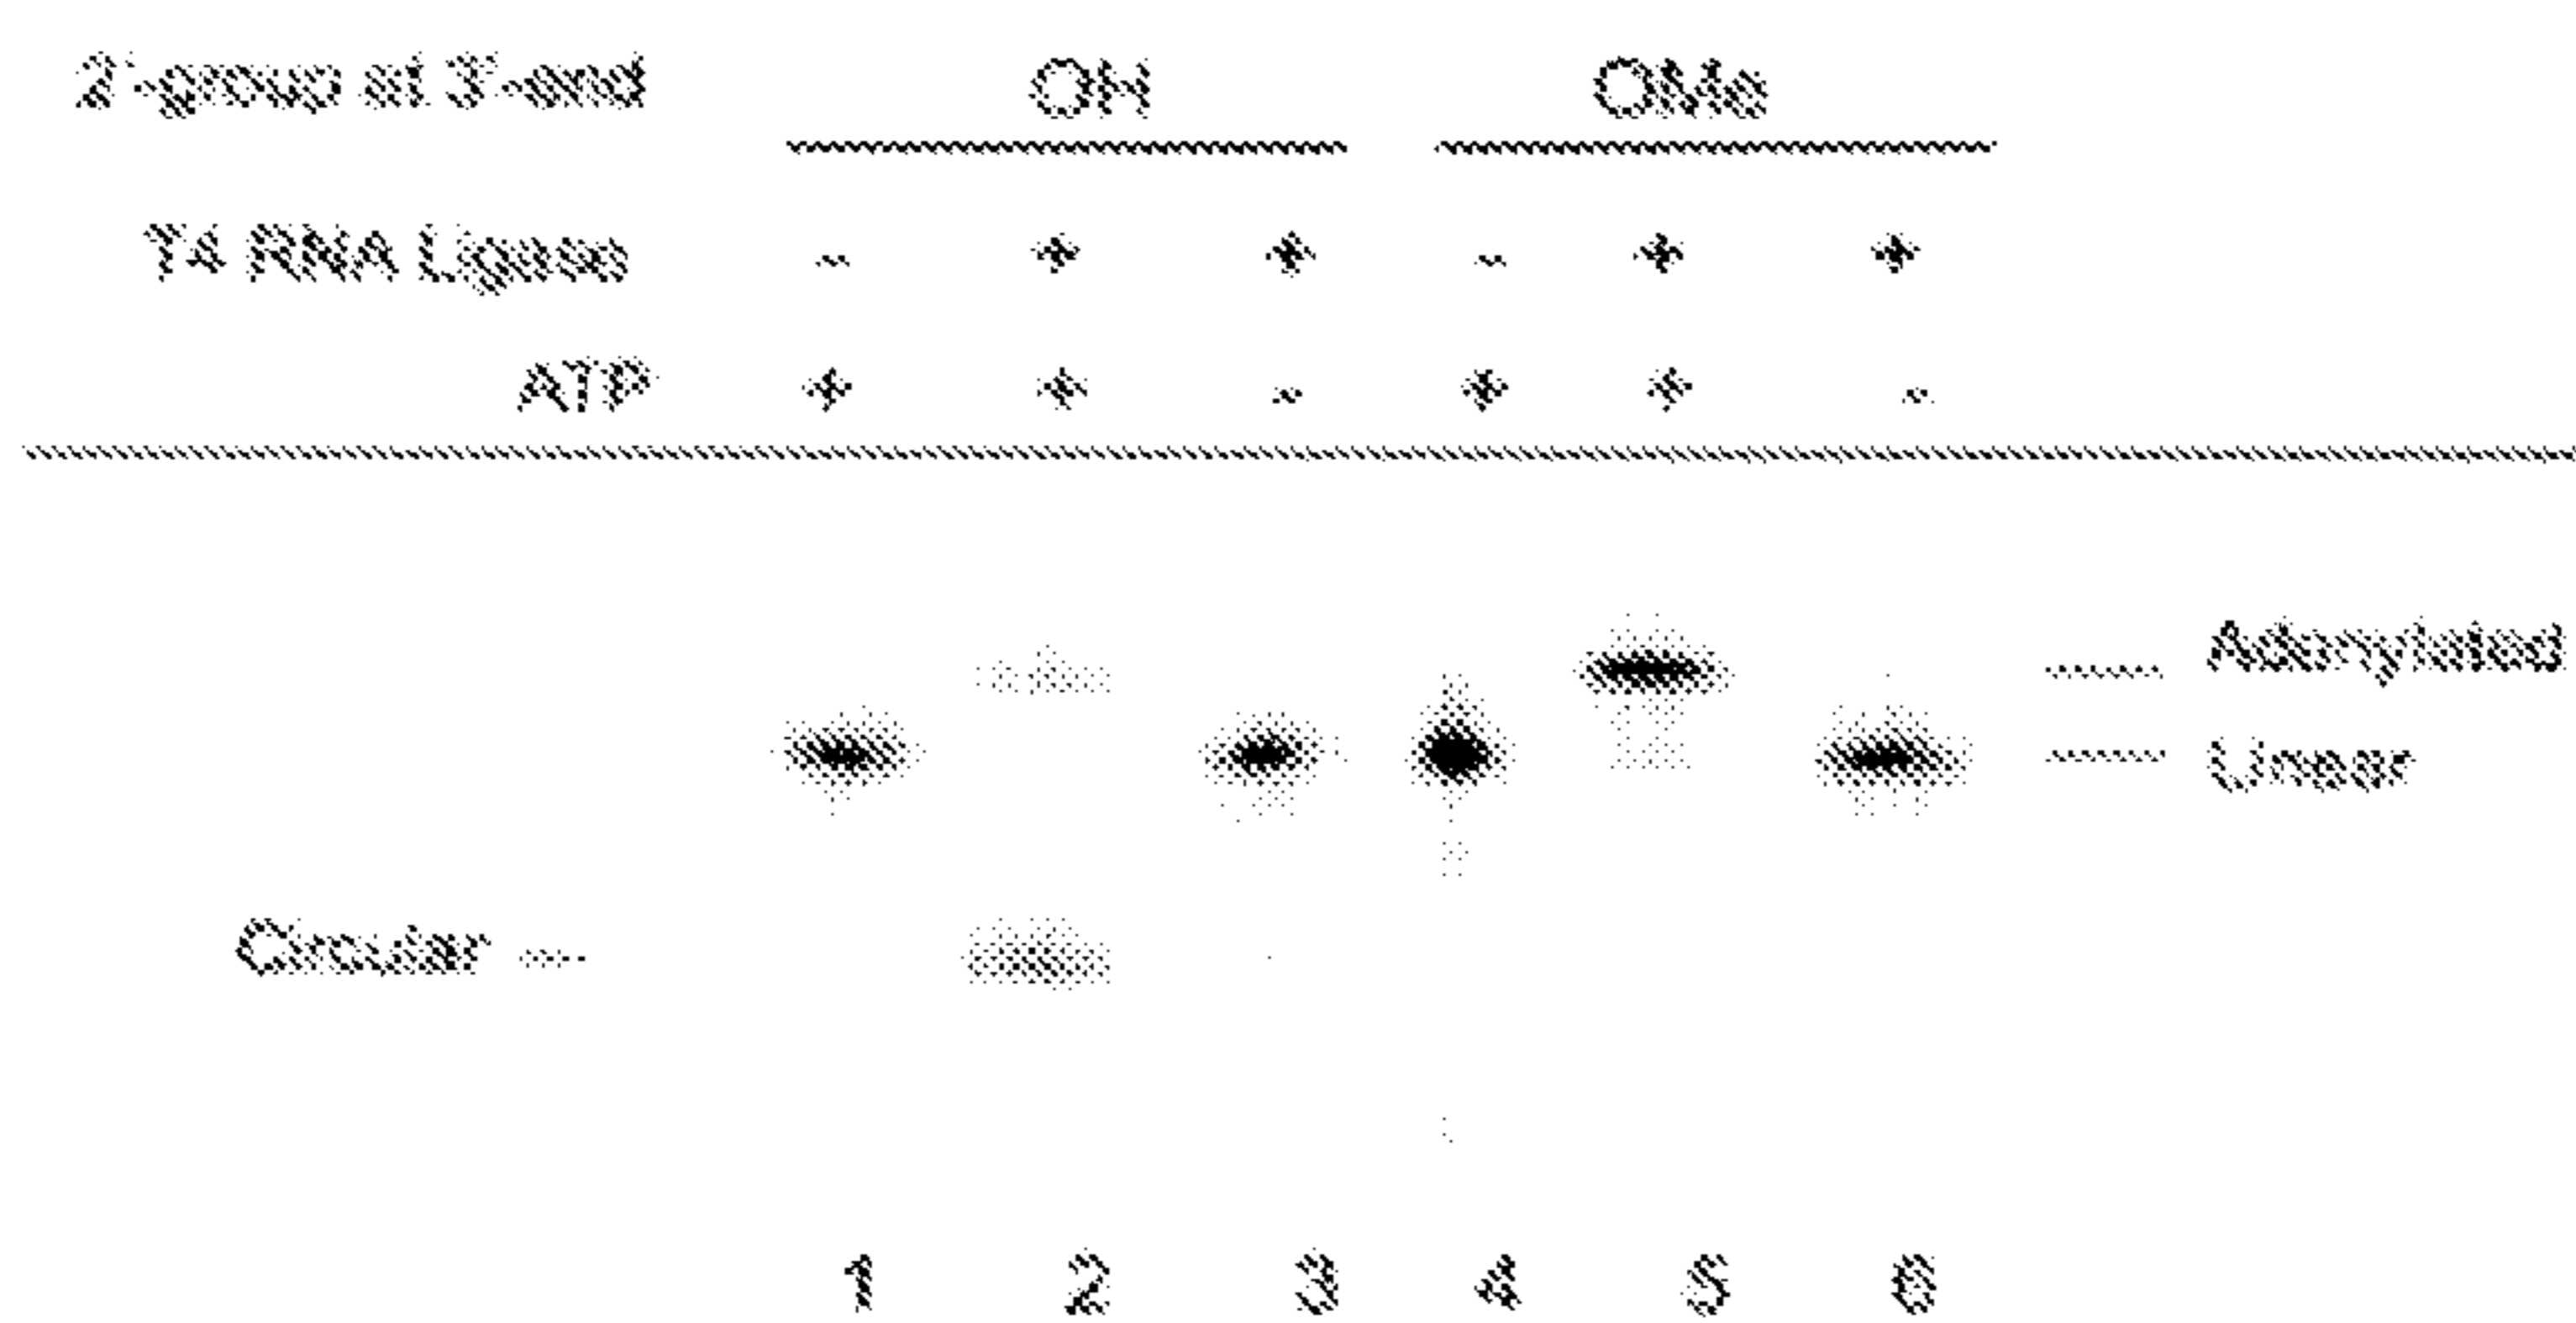 2'-group at 3'-end OH OMe
T4 RNA Ligase - + + - + +
ATP + + - + + -
Adenylated
Linear
Circular
1 2 3 4 5 6